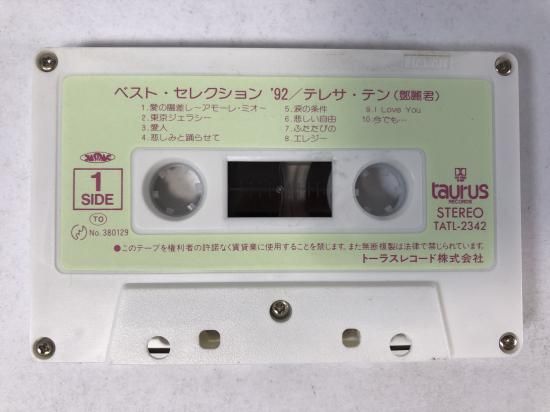 ベスト・セレクション '92／テレサ・テン(鄧麗君)
1.愛の陽差し〜アモーレ・ミオ〜
2.東京ジェラシー
3.愛人
4.悲しみと踊らせて
5.涙の条件
6.悲しい自由
7.ふたたびの
8.エレジー
9.I Love You
10.今でも…
1
SIDE
TO
No.380129
taurus
RECORDS
STEREO
TATL-2342
●このテープを権利者の許諾なく賃貸業に使用することを禁じます。また無断複製は法律で禁じられています。
トーラスレコード株式会社